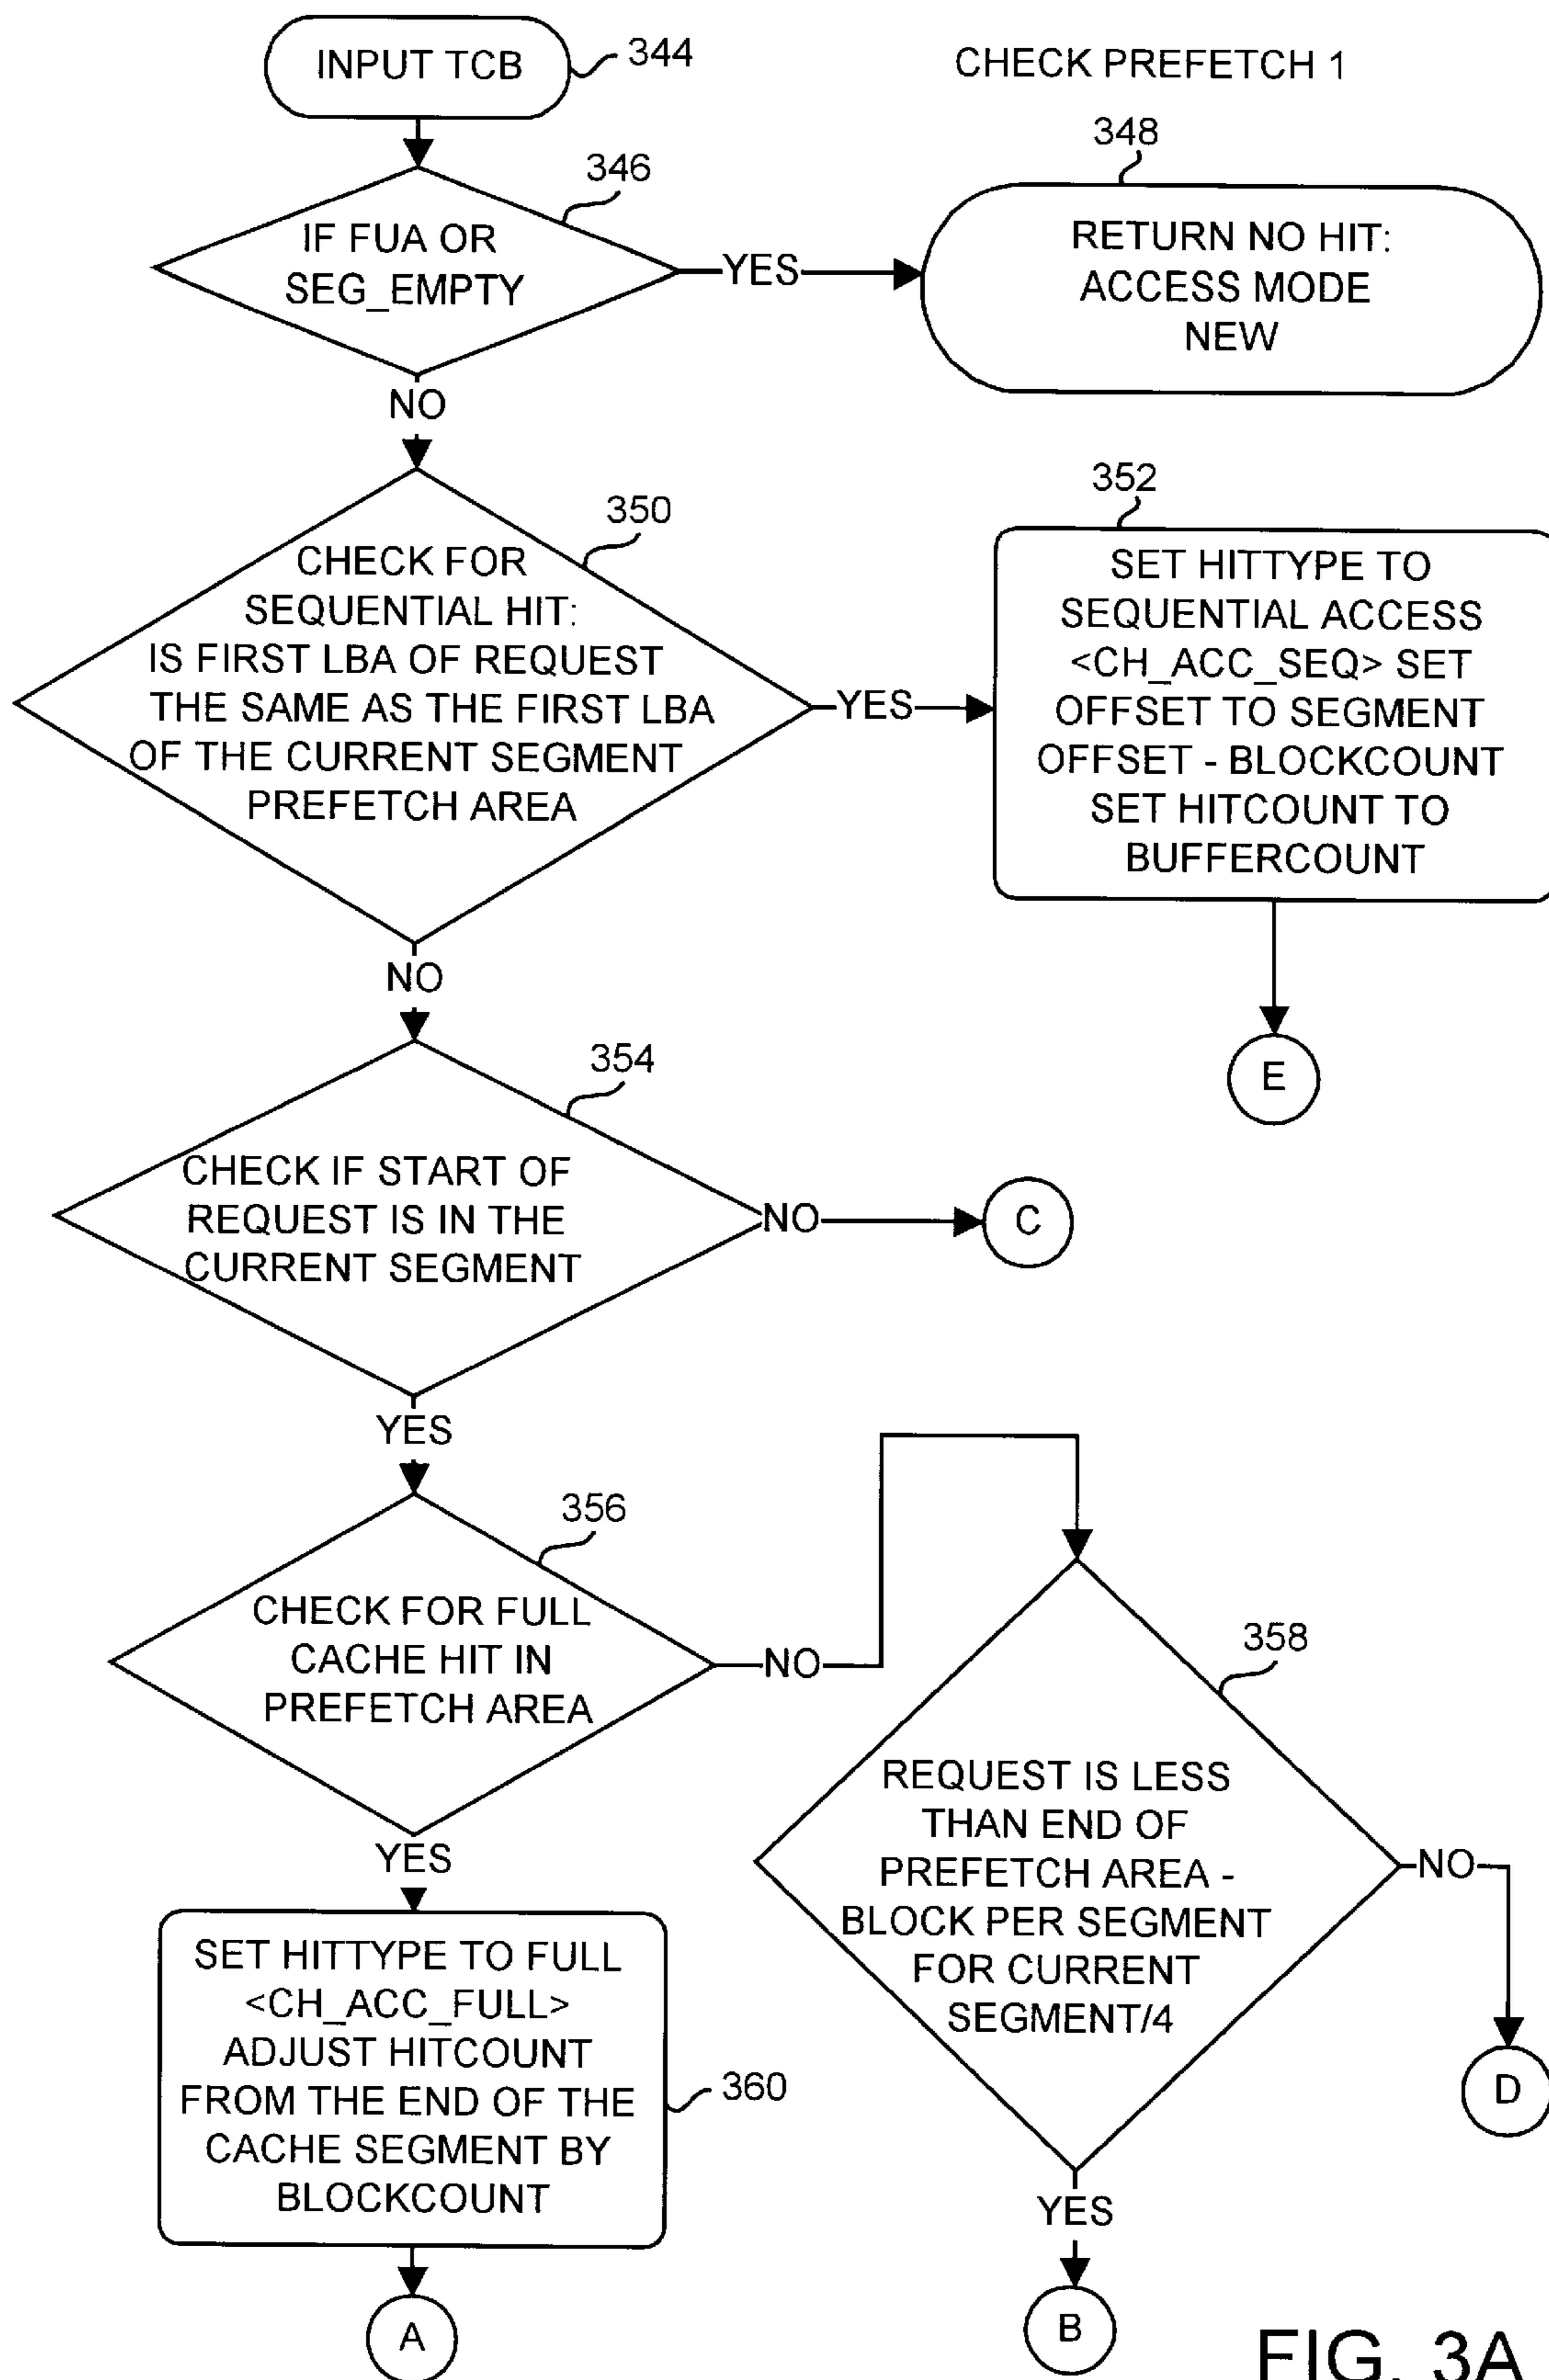 INPUT TCB
344
CHECK PREFETCH 1
346
IF FUA OR
SEG_EMPTY
YES
348
RETURN NO HIT:
ACCESS MODE
NEW
NO
350
CHECK FOR
SEQUENTIAL HIT:
IS FIRST LBA OF REQUEST
THE SAME AS THE FIRST LBA
OF THE CURRENT SEGMENT
PREFETCH AREA
YES
352
SET HITTYPE TO
SEQUENTIAL ACCESS
<CH_ACC_SEQ> SET
OFFSET TO SEGMENT
OFFSET - BLOCKCOUNT
SET HITCOUNT TO
BUFFERCOUNT
E
NO
354
CHECK IF START OF
REQUEST IS IN THE
CURRENT SEGMENT
NO
C
YES
356
CHECK FOR FULL
CACHE HIT IN
PREFETCH AREA
NO
358
REQUEST IS LESS
THAN END OF
PREFETCH AREA -
BLOCK PER SEGMENT
FOR CURRENT
SEGMENT/4
NO
D
YES
B
YES
SET HITTYPE TO FULL
<CH_ACC_FULL>
ADJUST HITCOUNT
FROM THE END OF THE
CACHE SEGMENT BY
BLOCKCOUNT
360
A
FIG. 3A